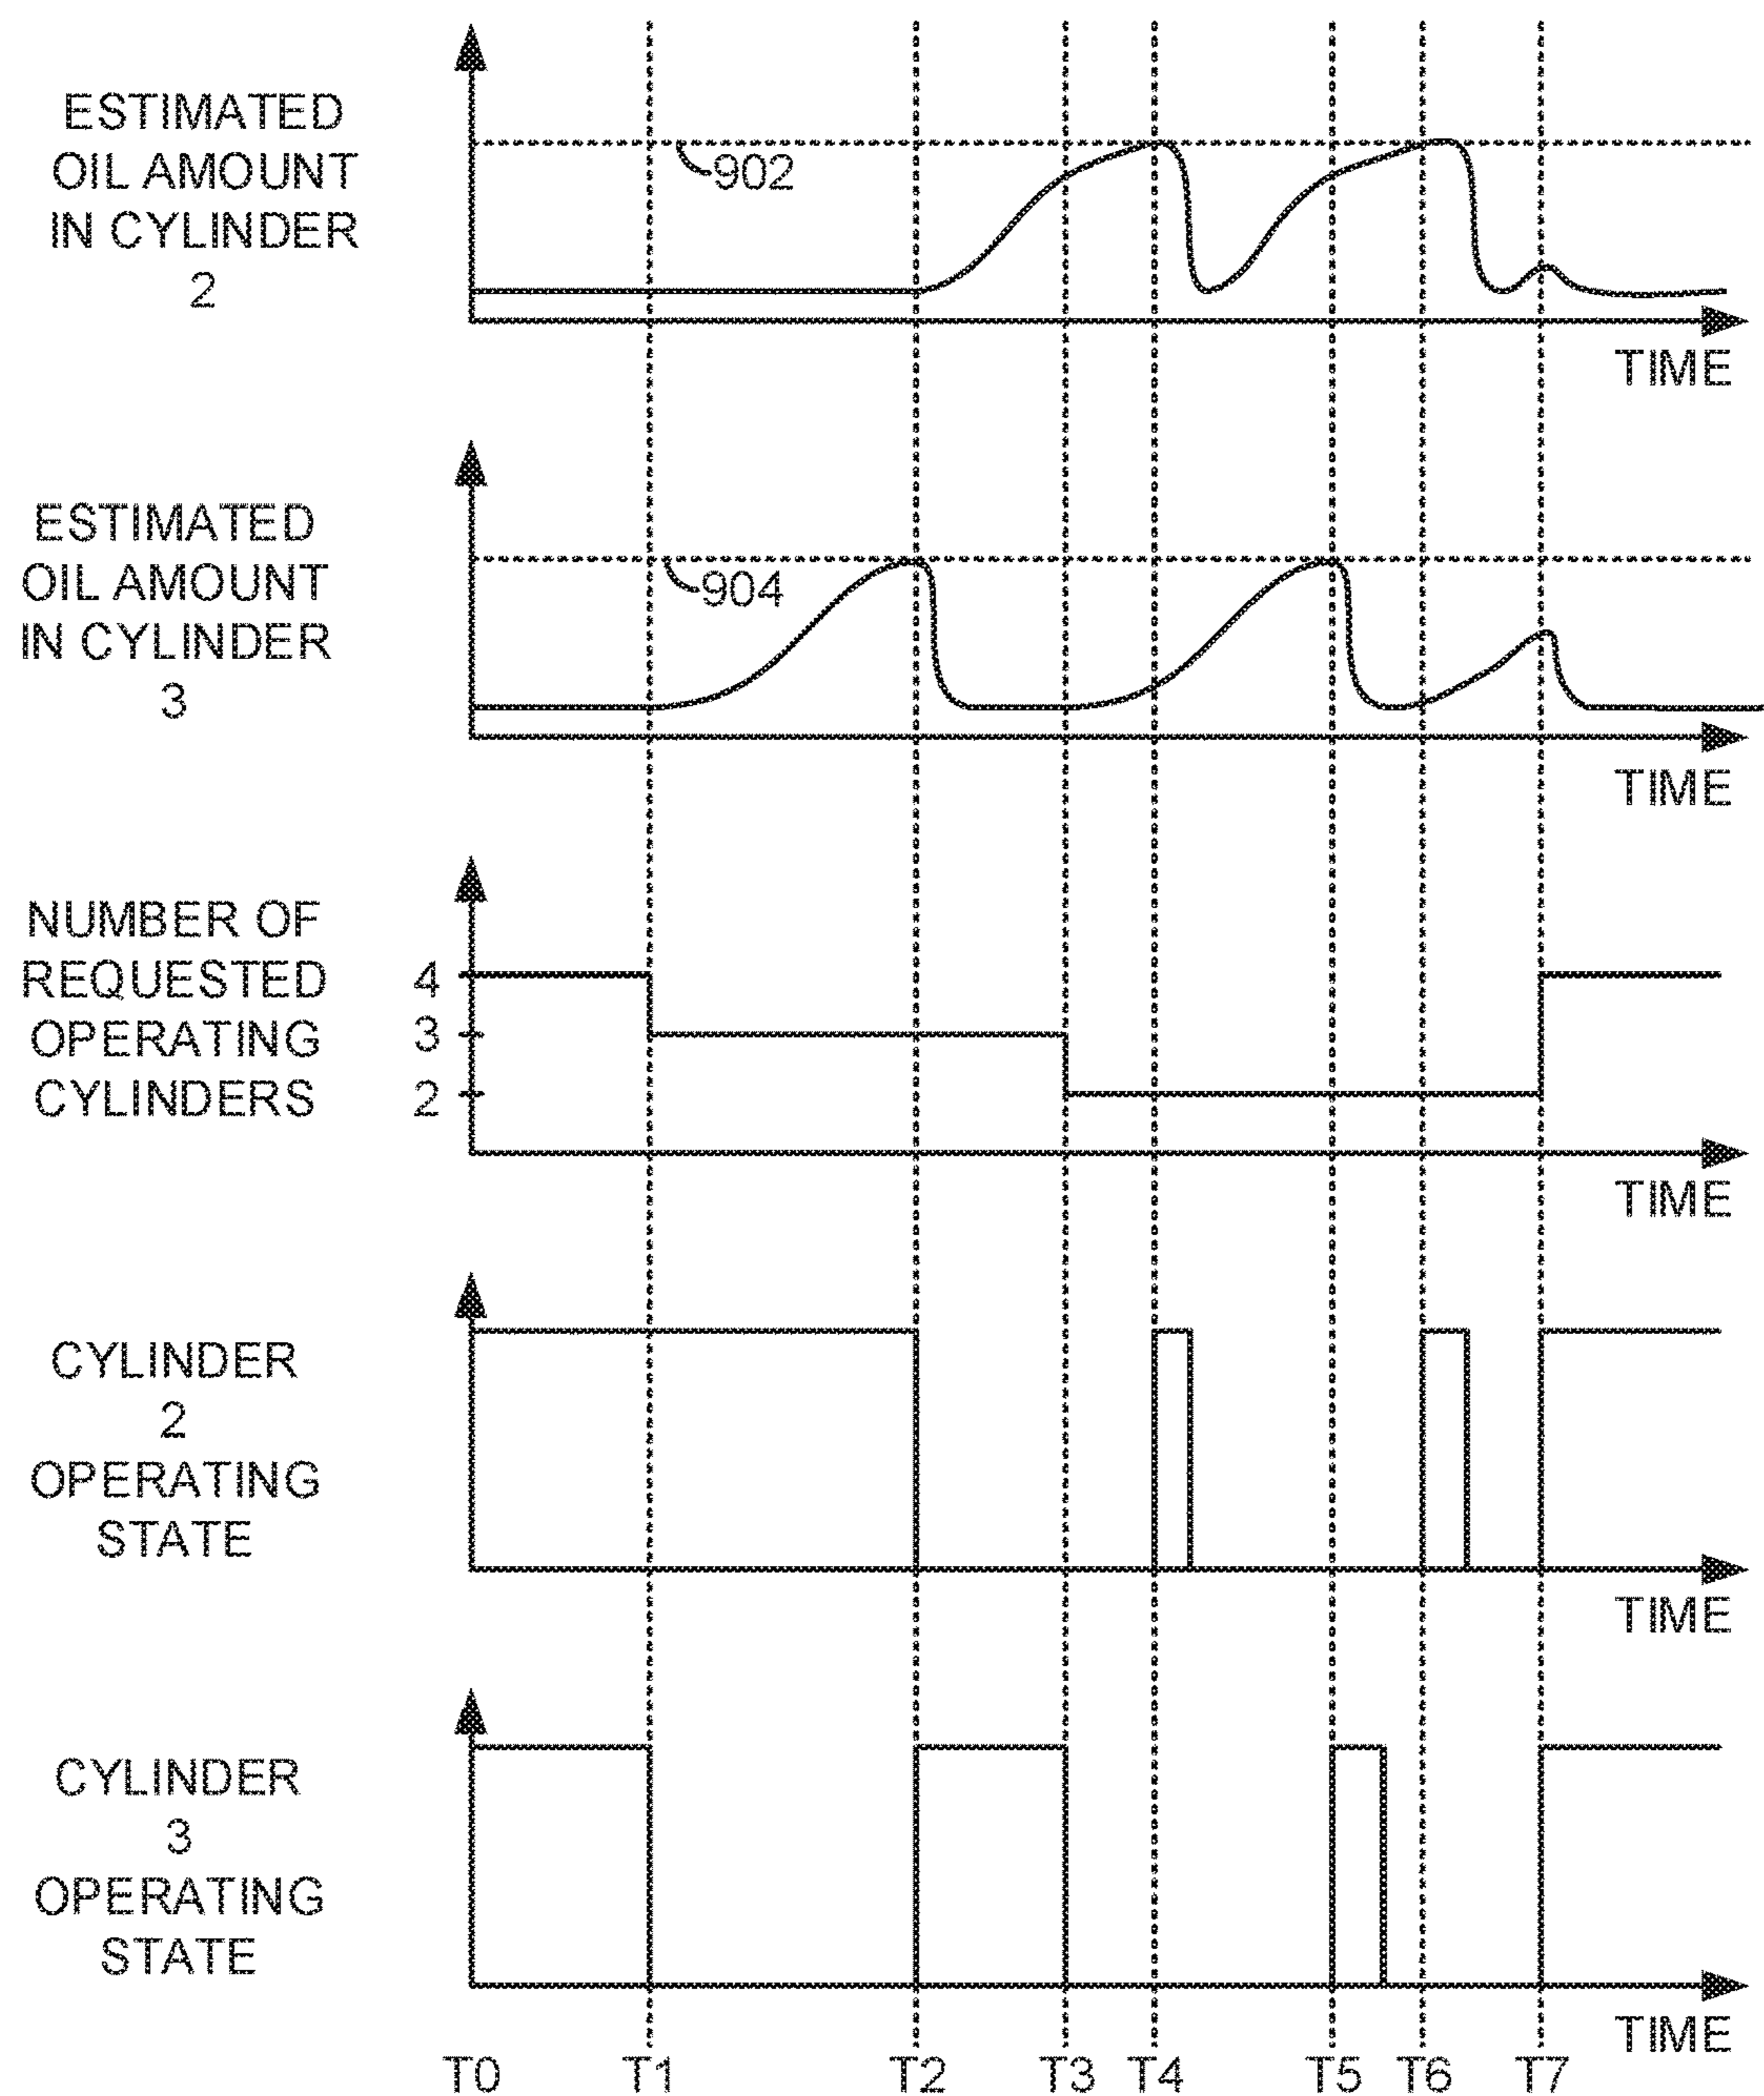 ESTIMATED
OIL AMOUNT
IN CYLINDER
2
902
TIME
ESTIMATED
OIL AMOUNT
IN CYLINDER
3
904
TIME
NUMBER OF
REQUESTED
OPERATING
CYLINDERS
4
3
2
TIME
CYLINDER
2
OPERATING
STATE
TIME
CYLINDER
3
OPERATING
STATE
TIME
T0 T1 T2 T3 T4 T5 T6 T7